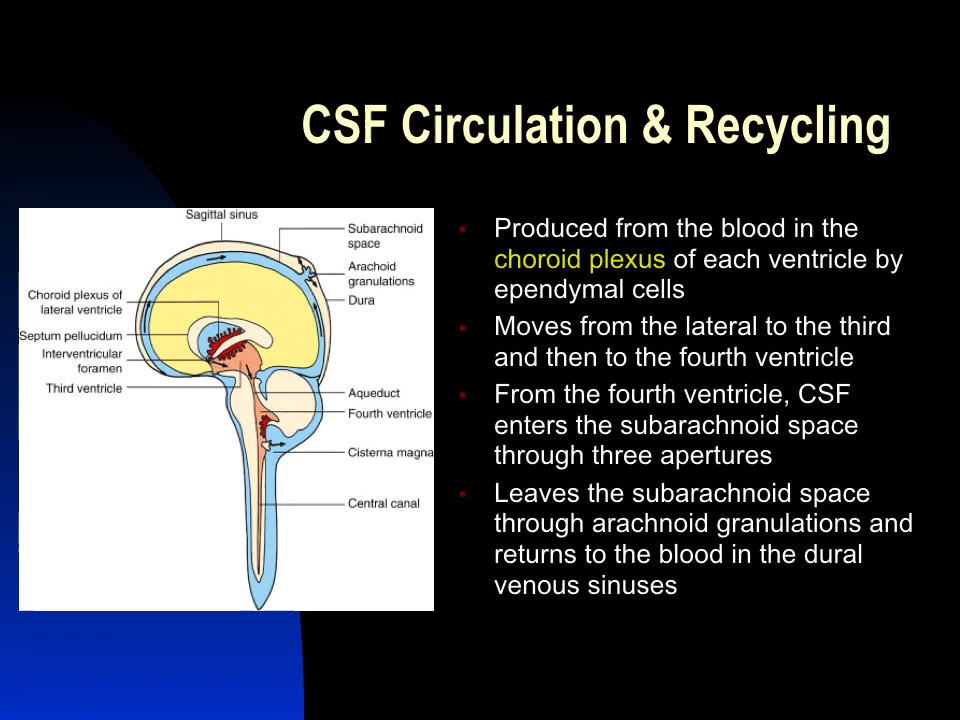 CSF Circulation & Recycling
Sagittal sinus
Subarachnoid
space
Arachoid
granulations
Dura
Choroid plexus of
lateral ventricle
Septum pellucidum
Interventricular
foramen
Third ventricle
Aqueduct
Fourth ventricle
Cisterna magna
Central canal
▪ Produced from the blood in the
choroid plexus of each ventricle by
ependymal cells
▪ Moves from the lateral to the third
and then to the fourth ventricle
▪ From the fourth ventricle, CSF
enters the subarachnoid space
through three apertures
▪ Leaves the subarachnoid space
through arachnoid granulations and
returns to the blood in the dural
venous sinuses